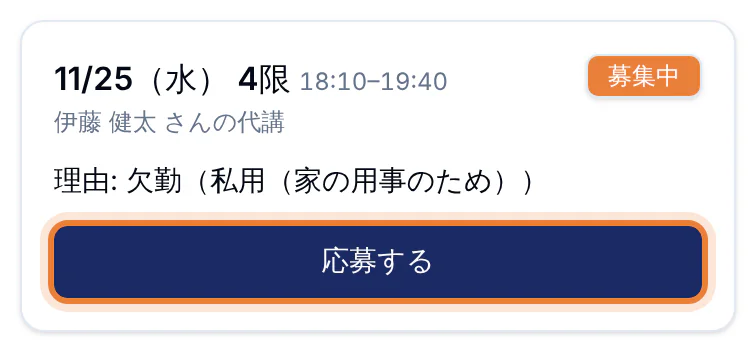 11/25（水） 4限 18:10–19:40 募集中
伊藤 健太 さんの代講
理由: 欠勤（私用（家の用事のため））
応募する